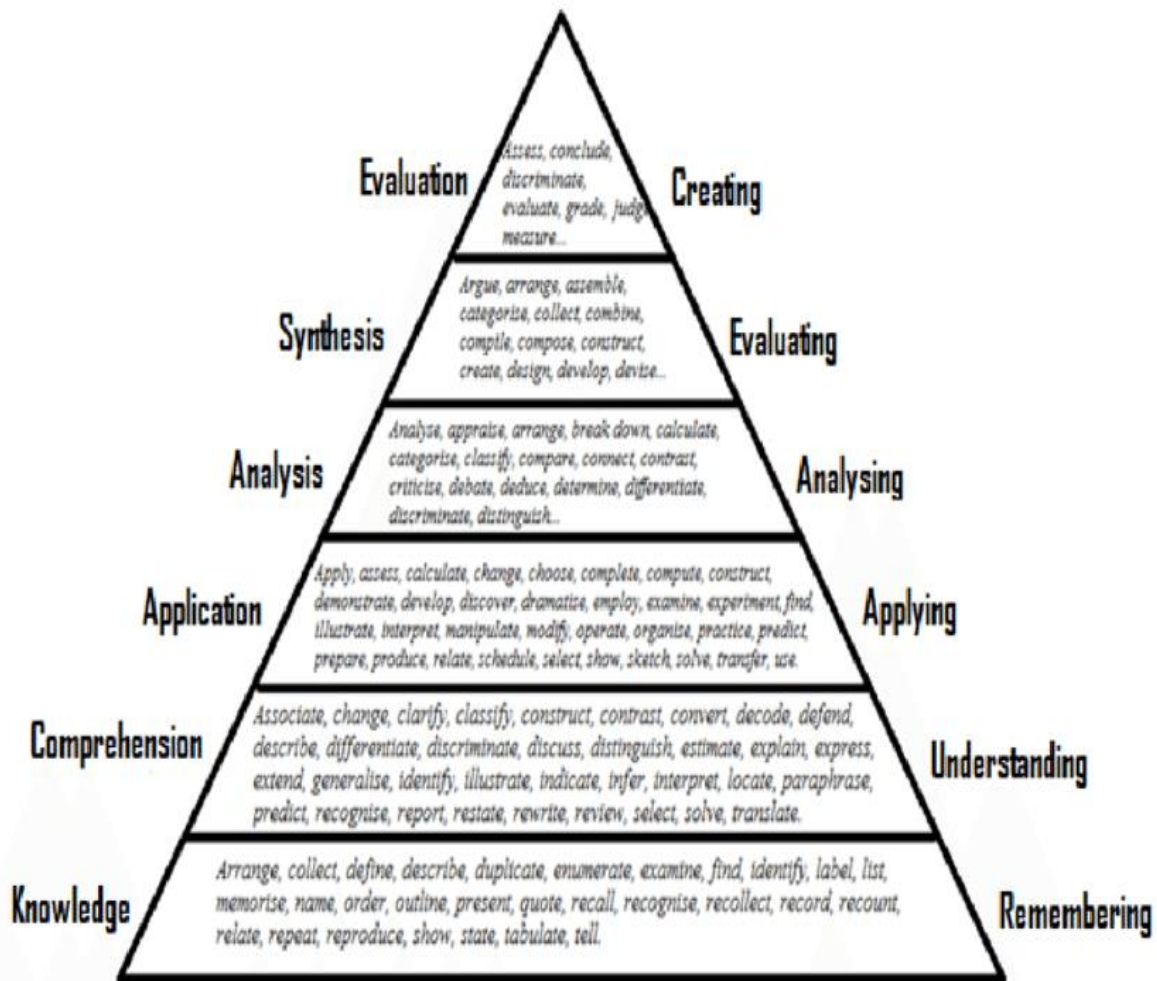 Evaluation
Assess, conclude,
discriminate,
evaluate, grade, judge
measure...
Creating
Synthesis
Argue, arrange, assemble,
categorise, collect, combine,
compile, compose, construct,
create, design, develop, devise...
Evaluating
Analysis
Analyse, appraise, arrange, break down, calculate,
categorise, classify, compare, connect, contrast,
criticise, debate, deduce, determine, differentiate,
discriminate, distinguish...
Analysing
Application
Apply, assess, calculate, change, choose, complete, compute, construct,
demonstrate, develop, discover, dramatise, employ, examine, experiment, find,
illustrate, interpret, manipulate, modify, operate, organise, practice, predict,
prepare, produce, relate, schedule, select, show, sketch, solve, transfer, use.
Applying
Comprehension
Associate, change, clarify, classify, construct, contrast, convert, decode, defend,
describe, differentiate, discriminate, discuss, distinguish, estimate, explain, express,
extend, generalise, identify, illustrate, indicate, infer, interpret, locate, paraphrase,
predict, recognise, report, restate, rewrite, review, select, solve, translate.
Understanding
Knowledge
Arrange, collect, define, describe, duplicate, enumerate, examine, find, identify, label, list,
memorise, name, order, outline, present, quote, recall, recognise, recollect, record, recount,
relate, repeat, reproduce, show, state, tabulate, tell.
Remembering